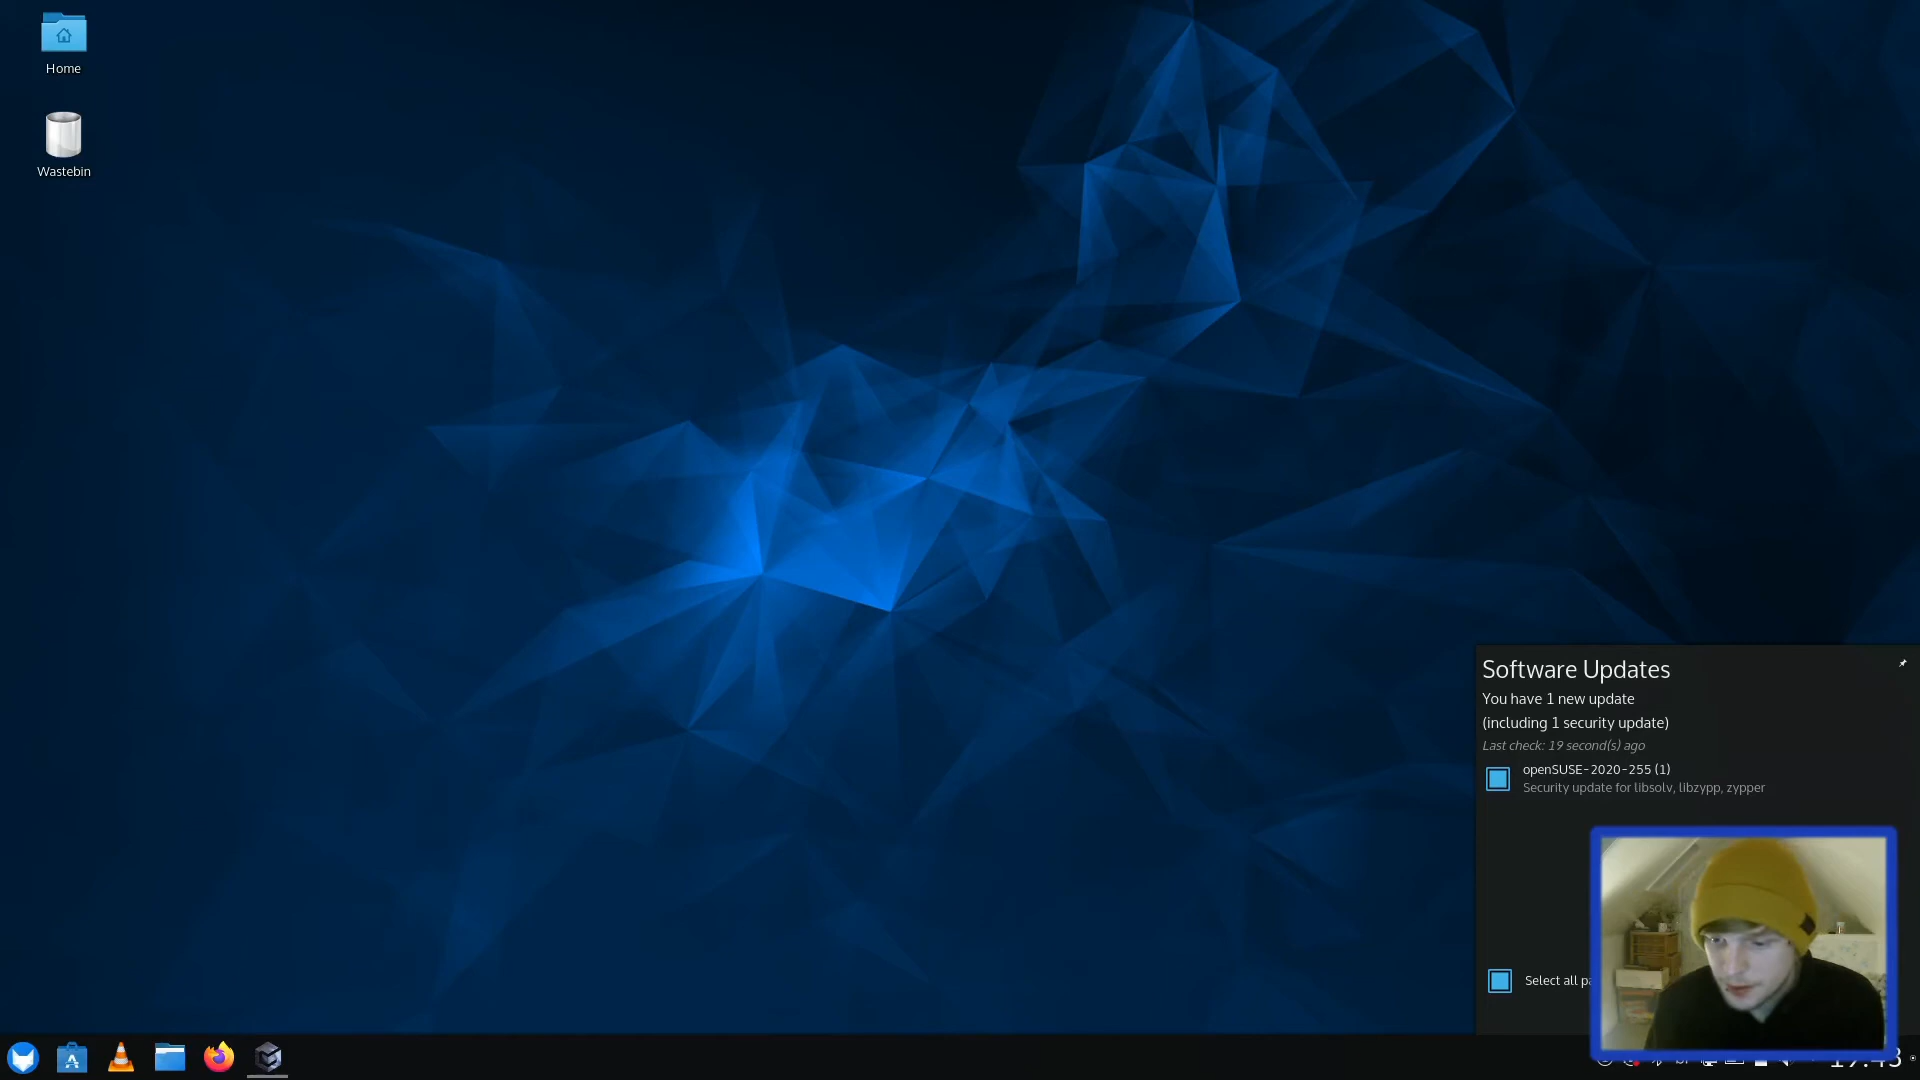 Home
Wastebin
Software Updates
You have 1 new update
(including 1 security update)
Last check: 19 second(s) ago
openSUSE-2020-255 (1)
Security update for libsolv, libzypp, zypper
Select all